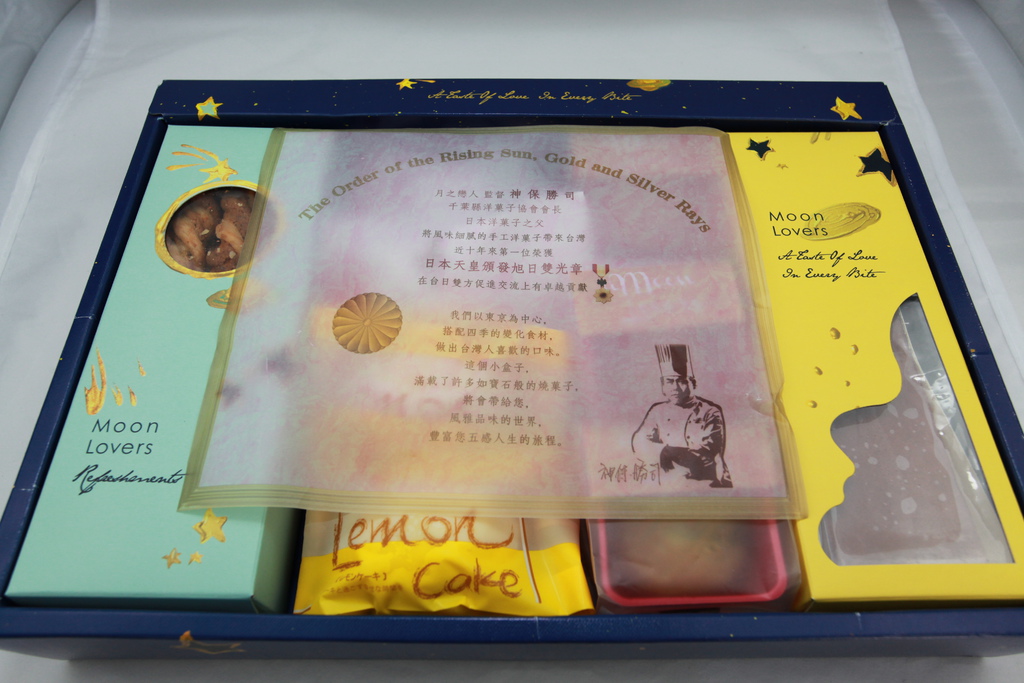 A Taste Of Love In Every Bite
The Order of the Rising Sun, Gold and Silver Rays
月之戀人 監督 神保勝司
千葉縣洋菓子協會會長
日本洋菓子之父
將風味細膩的手工洋菓子帶來台灣
近十年來第一位榮獲
日本天皇頒發旭日雙光章
在台日雙方促進交流上有卓越貢獻
我們以東京為中心,
搭配四季的變化食材,
做出台灣人喜歡的口味。
這個小盒子,
滿載了許多如寶石般的燒菓子,
將會帶給您,
風雅品味的世界,
豐富您五感人生的旅程。
神保勝司
Moon
Moon
Lovers
Refreshments
Moon
Lovers
A Taste Of Love
In Every Bite
Lemon
Cake